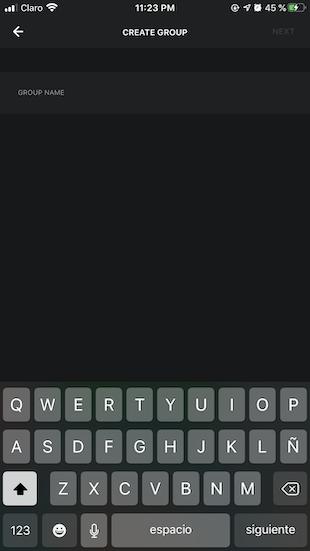 Claro 11:23 PM 45 %
CREATE GROUP NEXT
GROUP NAME
Q W E R T Y U I O P
A S D F G H J K L Ñ
Z X C V B N M
123 espacio siguiente